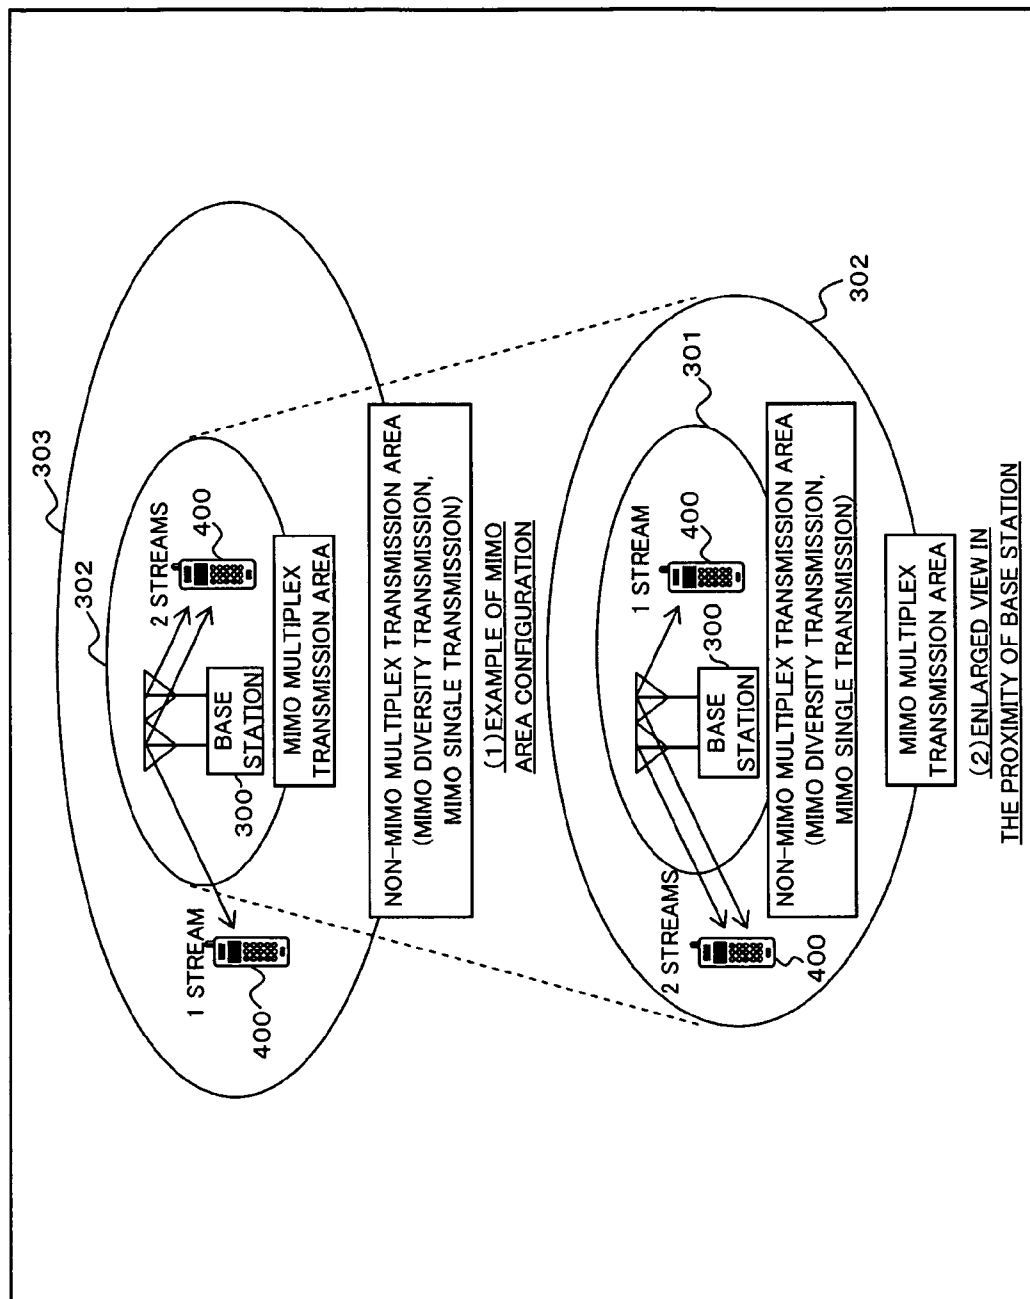 303
302
2 STREAMS
400
BASE
STATION
300
MIMO MULTIPLEX
TRANSMISSION AREA
1 STREAM
400
NON-MIMO MULTIPLEX TRANSMISSION AREA
(MIMO DIVERSITY TRANSMISSION,
MIMO SINGLE TRANSMISSION)
(1)EXAMPLE OF MIMO
AREA CONFIGURATION
302
301
1 STREAM
400
300
BASE
STATION
2 STREAMS
400
NON-MIMO MULTIPLEX TRANSMISSION AREA
(MIMO DIVERSITY TRANSMISSION,
MIMO SINGLE TRANSMISSION)
MIMO MULTIPLEX
TRANSMISSION AREA
(2)ENLARGED VIEW IN
THE PROXIMITY OF BASE STATION